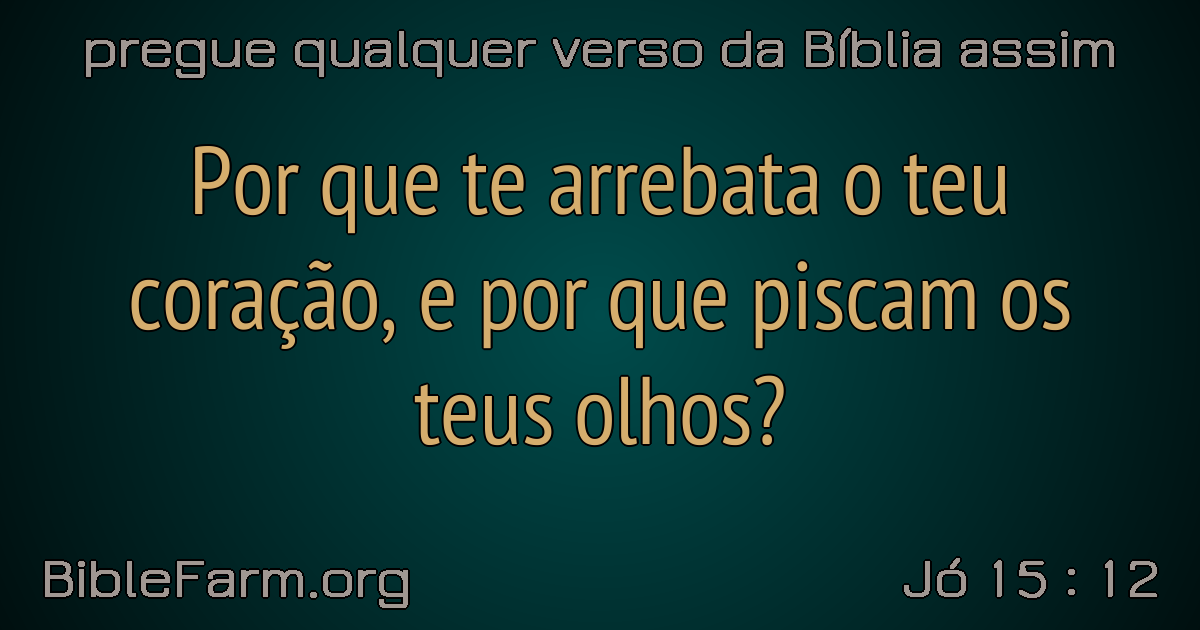 pregue qualquer verso da Bíblia assim
Por que te arrebata o teu
coração, e por que piscam os
teus olhos?
BibleFarm.org
Jó 15 : 12